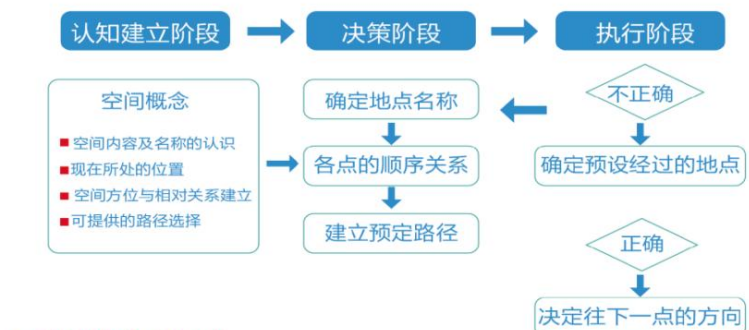 认知建立阶段
决策阶段
执行阶段
空间概念
空间内容及名称的认识
现在所处的位置
空间方位与相对关系建立
可提供的路径选择
确定地点名称
各点的顺序关系
建立预定路径
不正确
确定预设经过的地点
正确
决定往下一点的方向